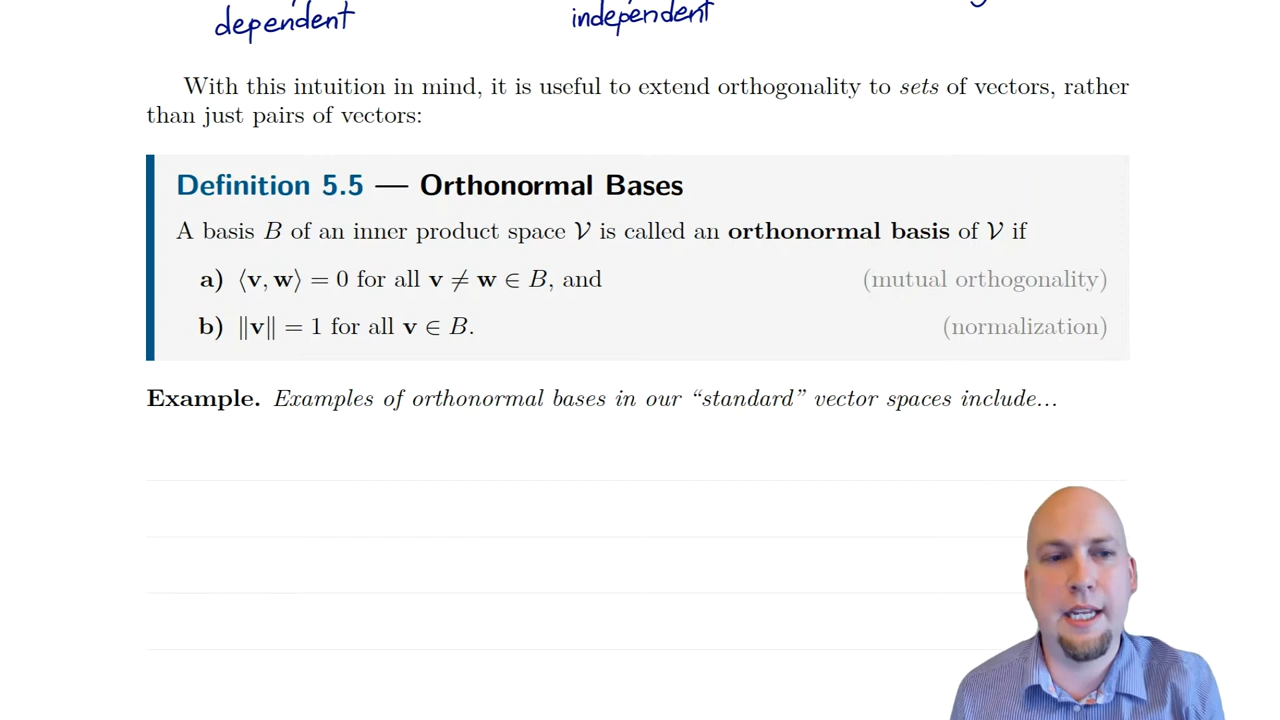 dependent
independent
With this intuition in mind, it is useful to extend orthogonality to sets of vectors, rather
than just pairs of vectors:
Definition 5.5 — Orthonormal Bases
A basis B of an inner product space 𝒱 is called an orthonormal basis of 𝒱 if
a) ⟨v, w⟩ = 0 for all v ≠ w ∈ B, and (mutual orthogonality)
b) ‖v‖ = 1 for all v ∈ B. (normalization)
Example. Examples of orthonormal bases in our “standard” vector spaces include...